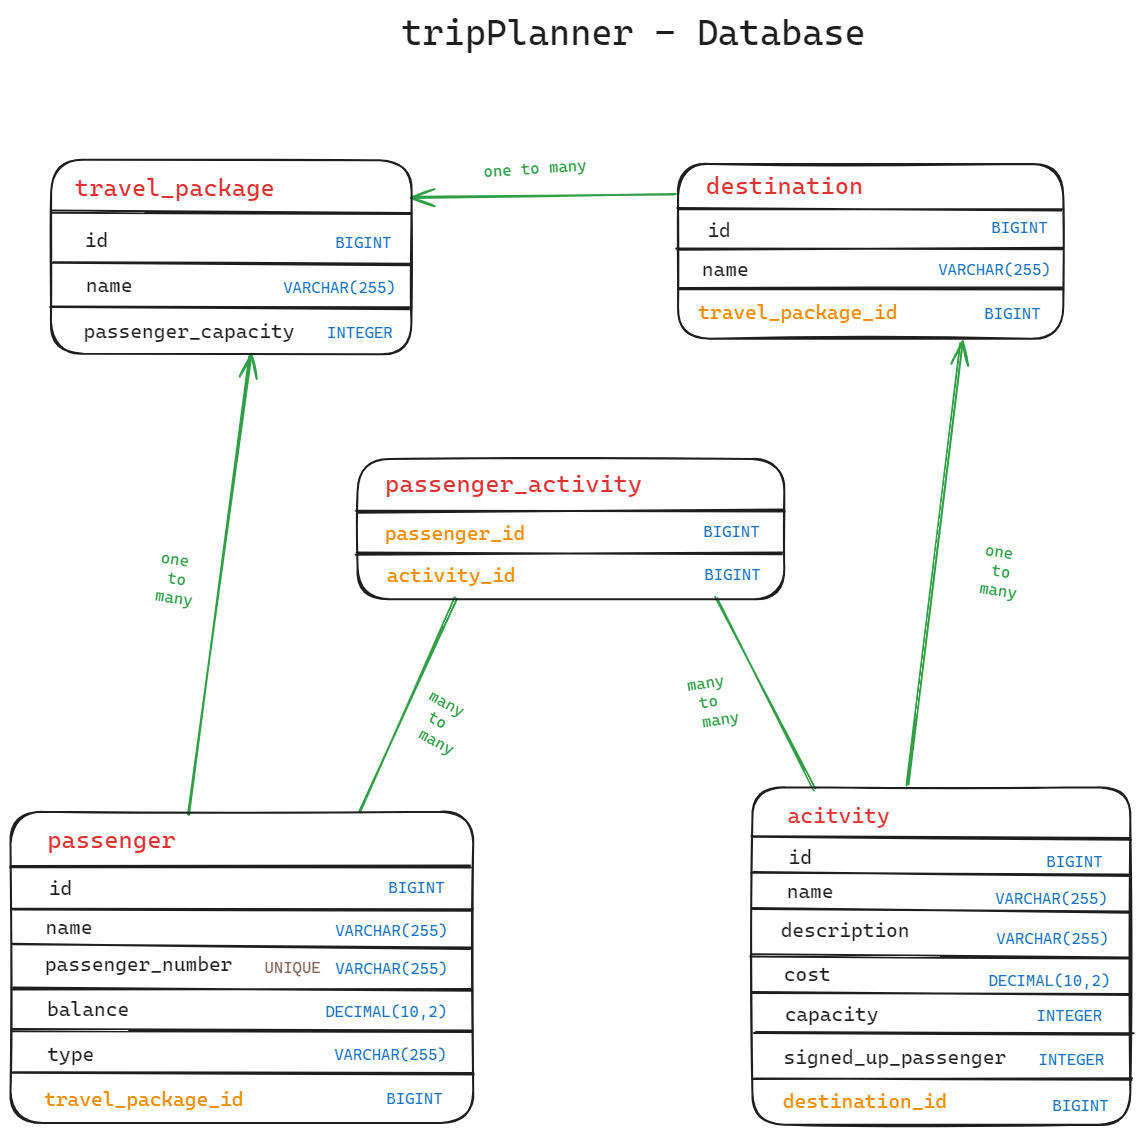 tripPlanner - Database
one to many
travel_package
id BIGINT
name VARCHAR(255)
passenger_capacity INTEGER
destination
id BIGINT
name VARCHAR(255)
travel_package_id BIGINT
passenger_activity
passenger_id BIGINT
activity_id BIGINT
one
to
many
one
to
many
many
to
many
many
to
many
passenger
id BIGINT
name VARCHAR(255)
passenger_number UNIQUE VARCHAR(255)
balance DECIMAL(10,2)
type VARCHAR(255)
travel_package_id BIGINT
acitvity
id BIGINT
name VARCHAR(255)
description VARCHAR(255)
cost DECIMAL(10,2)
capacity INTEGER
signed_up_passenger INTEGER
destination_id BIGINT